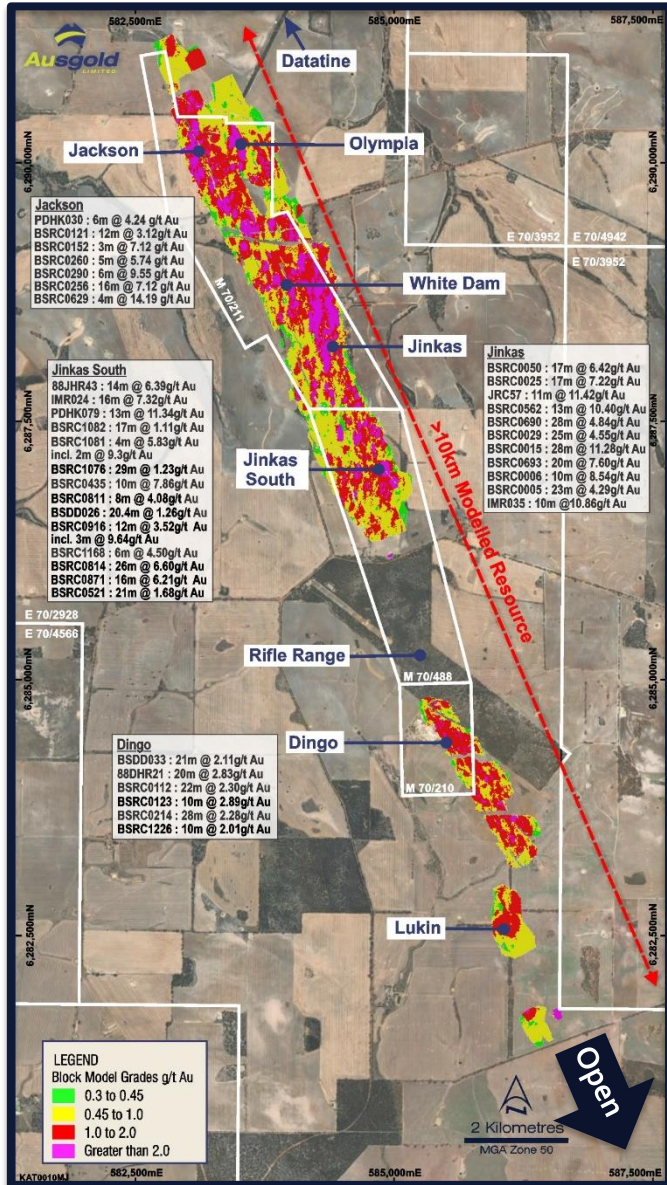 582,500mE
585,000mE
587,500mE
Ausgold
LIMITED
Datatine
Jackson
Olympia
6,290,000mN
Jackson
PDHK030 : 6m @ 4.24 g/t Au
BSRC0121 : 12m @ 3.12g/t Au
BSRC0152 : 3m @ 7.12 g/t Au
BSRC0260 : 5m @ 5.74 g/t Au
BSRC0290 : 6m @ 9.55 g/t Au
BSRC0256 : 16m @ 7.12 g/t Au
BSRC0629 : 4m @ 14.19 g/t Au
E 70/3952
E 70/4942
E 70/3952
M 70/211
White Dam
Jinkas
Jinkas South
88JHR43 : 14m @ 6.39g/t Au
IMR024 : 16m @ 7.32g/t Au
PDHK079 : 13m @ 11.34g/t Au
BSRC1082 : 17m @ 1.11g/t Au
BSRC1081 : 4m @ 5.83g/t Au
incl. 2m @ 9.3g/t Au
BSRC1076 : 29m @ 1.23g/t Au
BSRC0435 : 10m @ 7.86g/t Au
BSRC0811 : 8m @ 4.08g/t Au
BSDD026 : 20.4m @ 1.26g/t Au
BSRC0916 : 12m @ 3.52g/t Au
incl. 3m @ 9.64g/t Au
BSRC1168 : 6m @ 4.50g/t Au
BSRC0814 : 26m @ 6.60g/t Au
BSRC0871 : 16m @ 6.21g/t Au
BSRC0521 : 21m @ 1.68g/t Au
Jinkas
BSRC0050 : 17m @ 6.42g/t Au
BSRC0025 : 17m @ 7.22g/t Au
JRC57 : 11m @ 11.42g/t Au
BSRC0562 : 13m @ 10.40g/t Au
BSRC0690 : 28m @ 4.84g/t Au
BSRC0029 : 25m @ 4.55g/t Au
BSRC0015 : 28m @ 11.28g/t Au
BSRC0693 : 20m @ 7.60g/t Au
BSRC0006 : 10m @ 8.54g/t Au
BSRC0005 : 23m @ 4.29g/t Au
IMR035 : 10m @10.86g/t Au
6,287,500mN
6,287,500mN
Jinkas
South
>10km Modelled Resource
E 70/2928
E 70/4566
Rifle Range
M 70/488
6,285,000mN
6,285,000mN
Dingo
M 70/210
Dingo
BSDD033 : 21m @ 2.11g/t Au
88DHR21 : 20m @ 2.83g/t Au
BSRC0112 : 22m @ 2.30g/t Au
BSRC0123 : 10m @ 2.89g/t Au
BSRC0214 : 28m @ 2.28g/t Au
BSRC1226 : 10m @ 2.01g/t Au
Lukin
6,282,500mN
6,282,500mN
LEGEND
Block Model Grades g/t Au
0.3 to 0.45
0.45 to 1.0
1.0 to 2.0
Greater than 2.0
2 Kilometres
MGA Zone 50
Open
KAT0010MJ
582,500mE
585,000mE
587,500mE